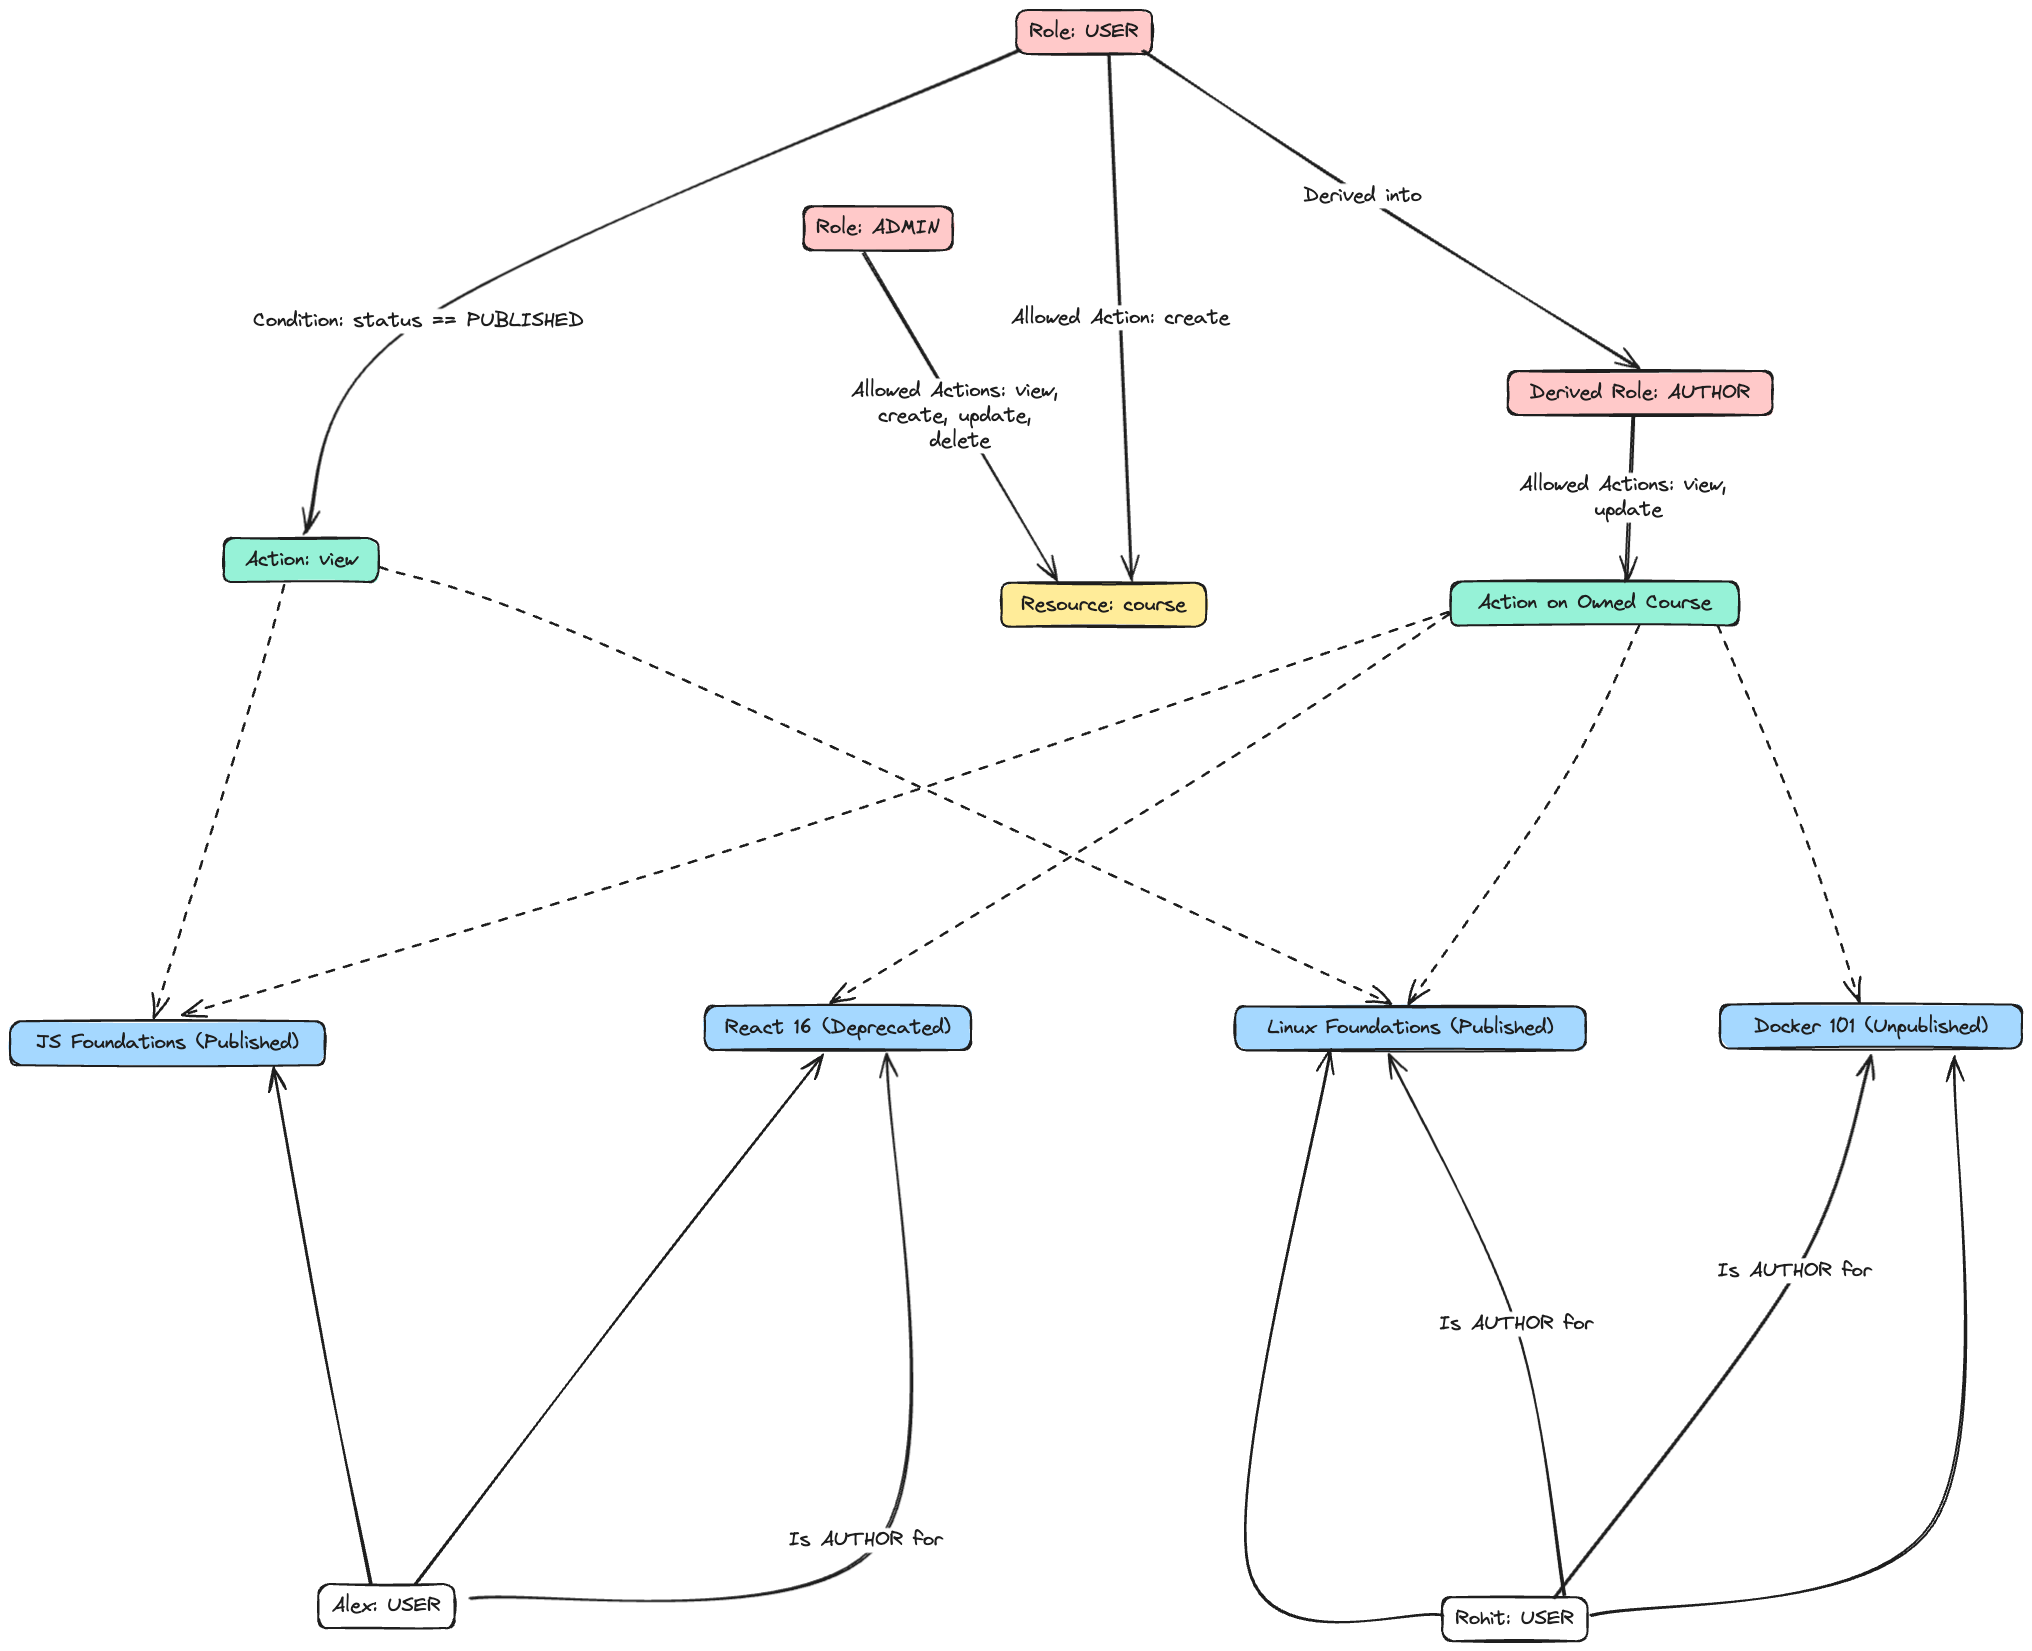 Role: USER
Derived into
Role: ADMIN
Condition: status == PUBLISHED
Allowed Action: create
Allowed Actions: view,
create, update,
delete
Derived Role: AUTHOR
Allowed Actions: view,
update
Action: view
Resource: course
Action on Owned Course
JS Foundations (Published)
React 16 (Deprecated)
Linux Foundations (Published)
Docker 101 (Unpublished)
Is AUTHOR for
Is AUTHOR for
Is AUTHOR for
Alex: USER
Rohit: USER